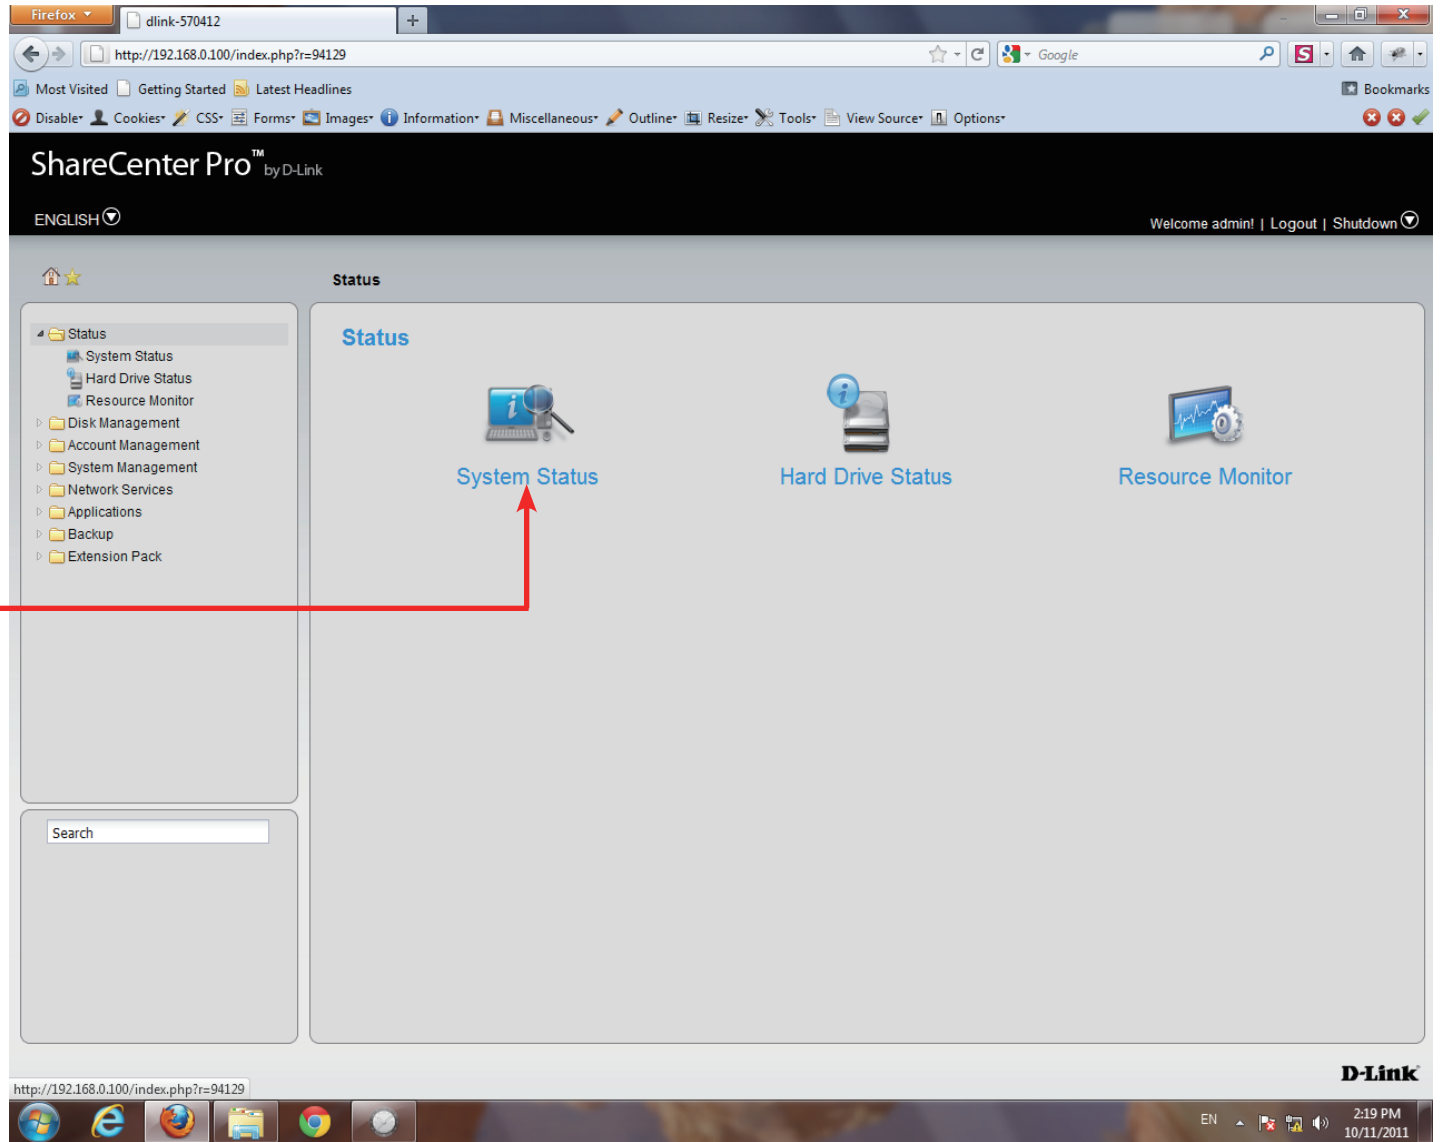 Firefox
dlink-570412
http://192.168.0.100/index.php?r=94129
Google
Most Visited Getting Started Latest Headlines Bookmarks
Disable Cookies CSS Forms Images Information Miscellaneous Outline Resize Tools View Source Options
ShareCenter Pro™ by D-Link
ENGLISH
Welcome admin! | Logout | Shutdown
Status
Status
System Status
Hard Drive Status
Resource Monitor
Disk Management
Account Management
System Management
Network Services
Applications
Backup
Extension Pack
Search
Status
System Status Hard Drive Status Resource Monitor
D-Link
http://192.168.0.100/index.php?r=94129
EN
2:19 PM
10/11/2011